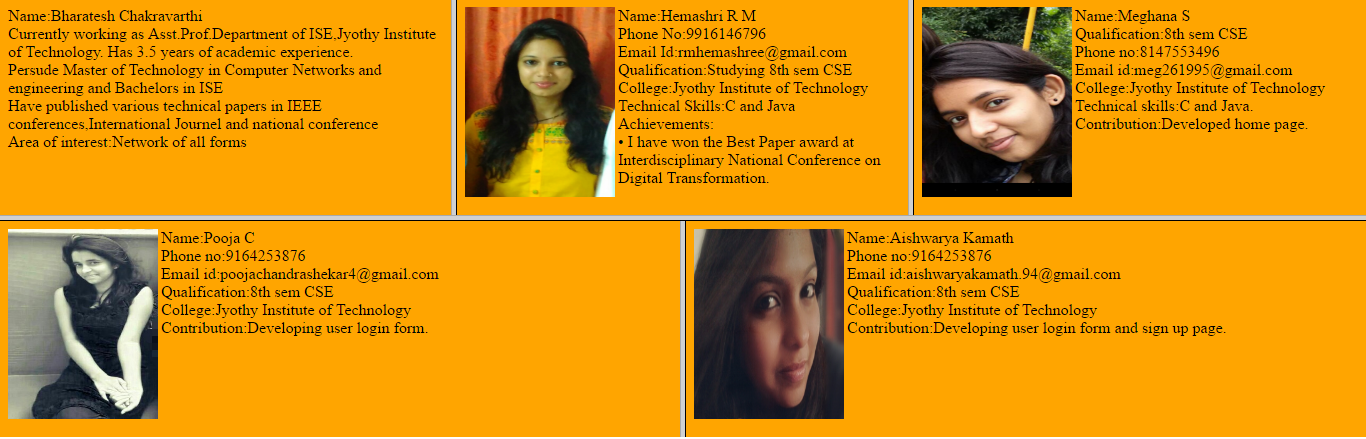 Name:Bharatesh Chakravarthi
Currently working as Asst.Prof.Department of ISE,Jyothy Institute
of Technology. Has 3.5 years of academic experience.
Persude Master of Technology in Computer Networks and
engineering and Bachelors in ISE
Have published various technical papers in IEEE
conferences,International Journel and national conference
Area of interest:Network of all forms
Name:Hemashri R M
Phone No:9916146796
Email Id:rmhemashree@gmail.com
Qualification:Studying 8th sem CSE
College:Jyothy Institute of Technology
Technical Skills:C and Java
Achievements:
• I have won the Best Paper award at
Interdisciplinary National Conference on
Digital Transformation.
Name:Meghana S
Qualification:8th sem CSE
Phone no:8147553496
Email id:meg261995@gmail.com
College:Jyothy Institute of Technology
Technical skills:C and Java.
Contribution:Developed home page.
Name:Pooja C
Phone no:9164253876
Email id:poojachandrashekar4@gmail.com
Qualification:8th sem CSE
College:Jyothy Institute of Technology
Contribution:Developing user login form.
Name:Aishwarya Kamath
Phone no:9164253876
Email id:aishwaryakamath.94@gmail.com
Qualification:8th sem CSE
College:Jyothy Institute of Technology
Contribution:Developing user login form and sign up page.